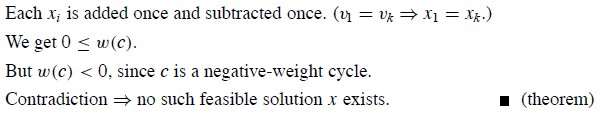 Each xᵢ is added once and subtracted once. (v₁ = vₖ ⇒ x₁ = xₖ.)
We get 0 ≤ w(c).
But w(c) < 0, since c is a negative-weight cycle.
Contradiction ⇒ no such feasible solution x exists. ■ (theorem)